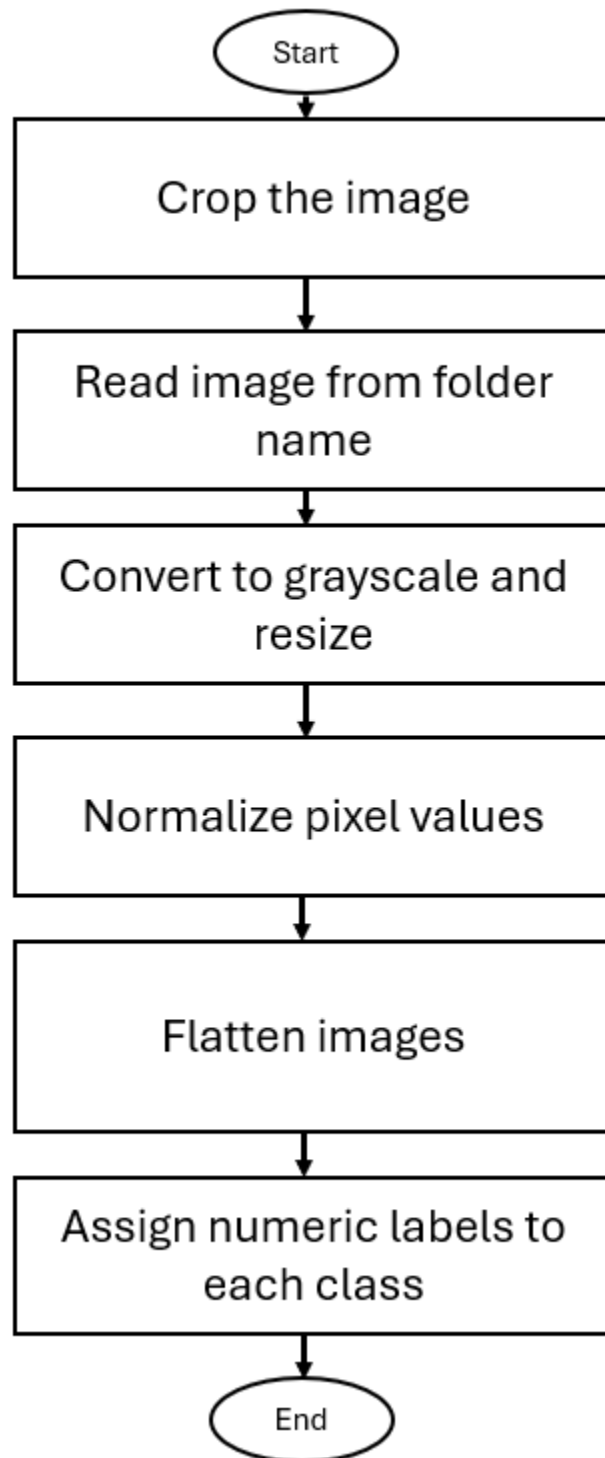 Start
Crop the image
Read image from folder
name
Convert to grayscale and
resize
Normalize pixel values
Flatten images
Assign numeric labels to
each class
End